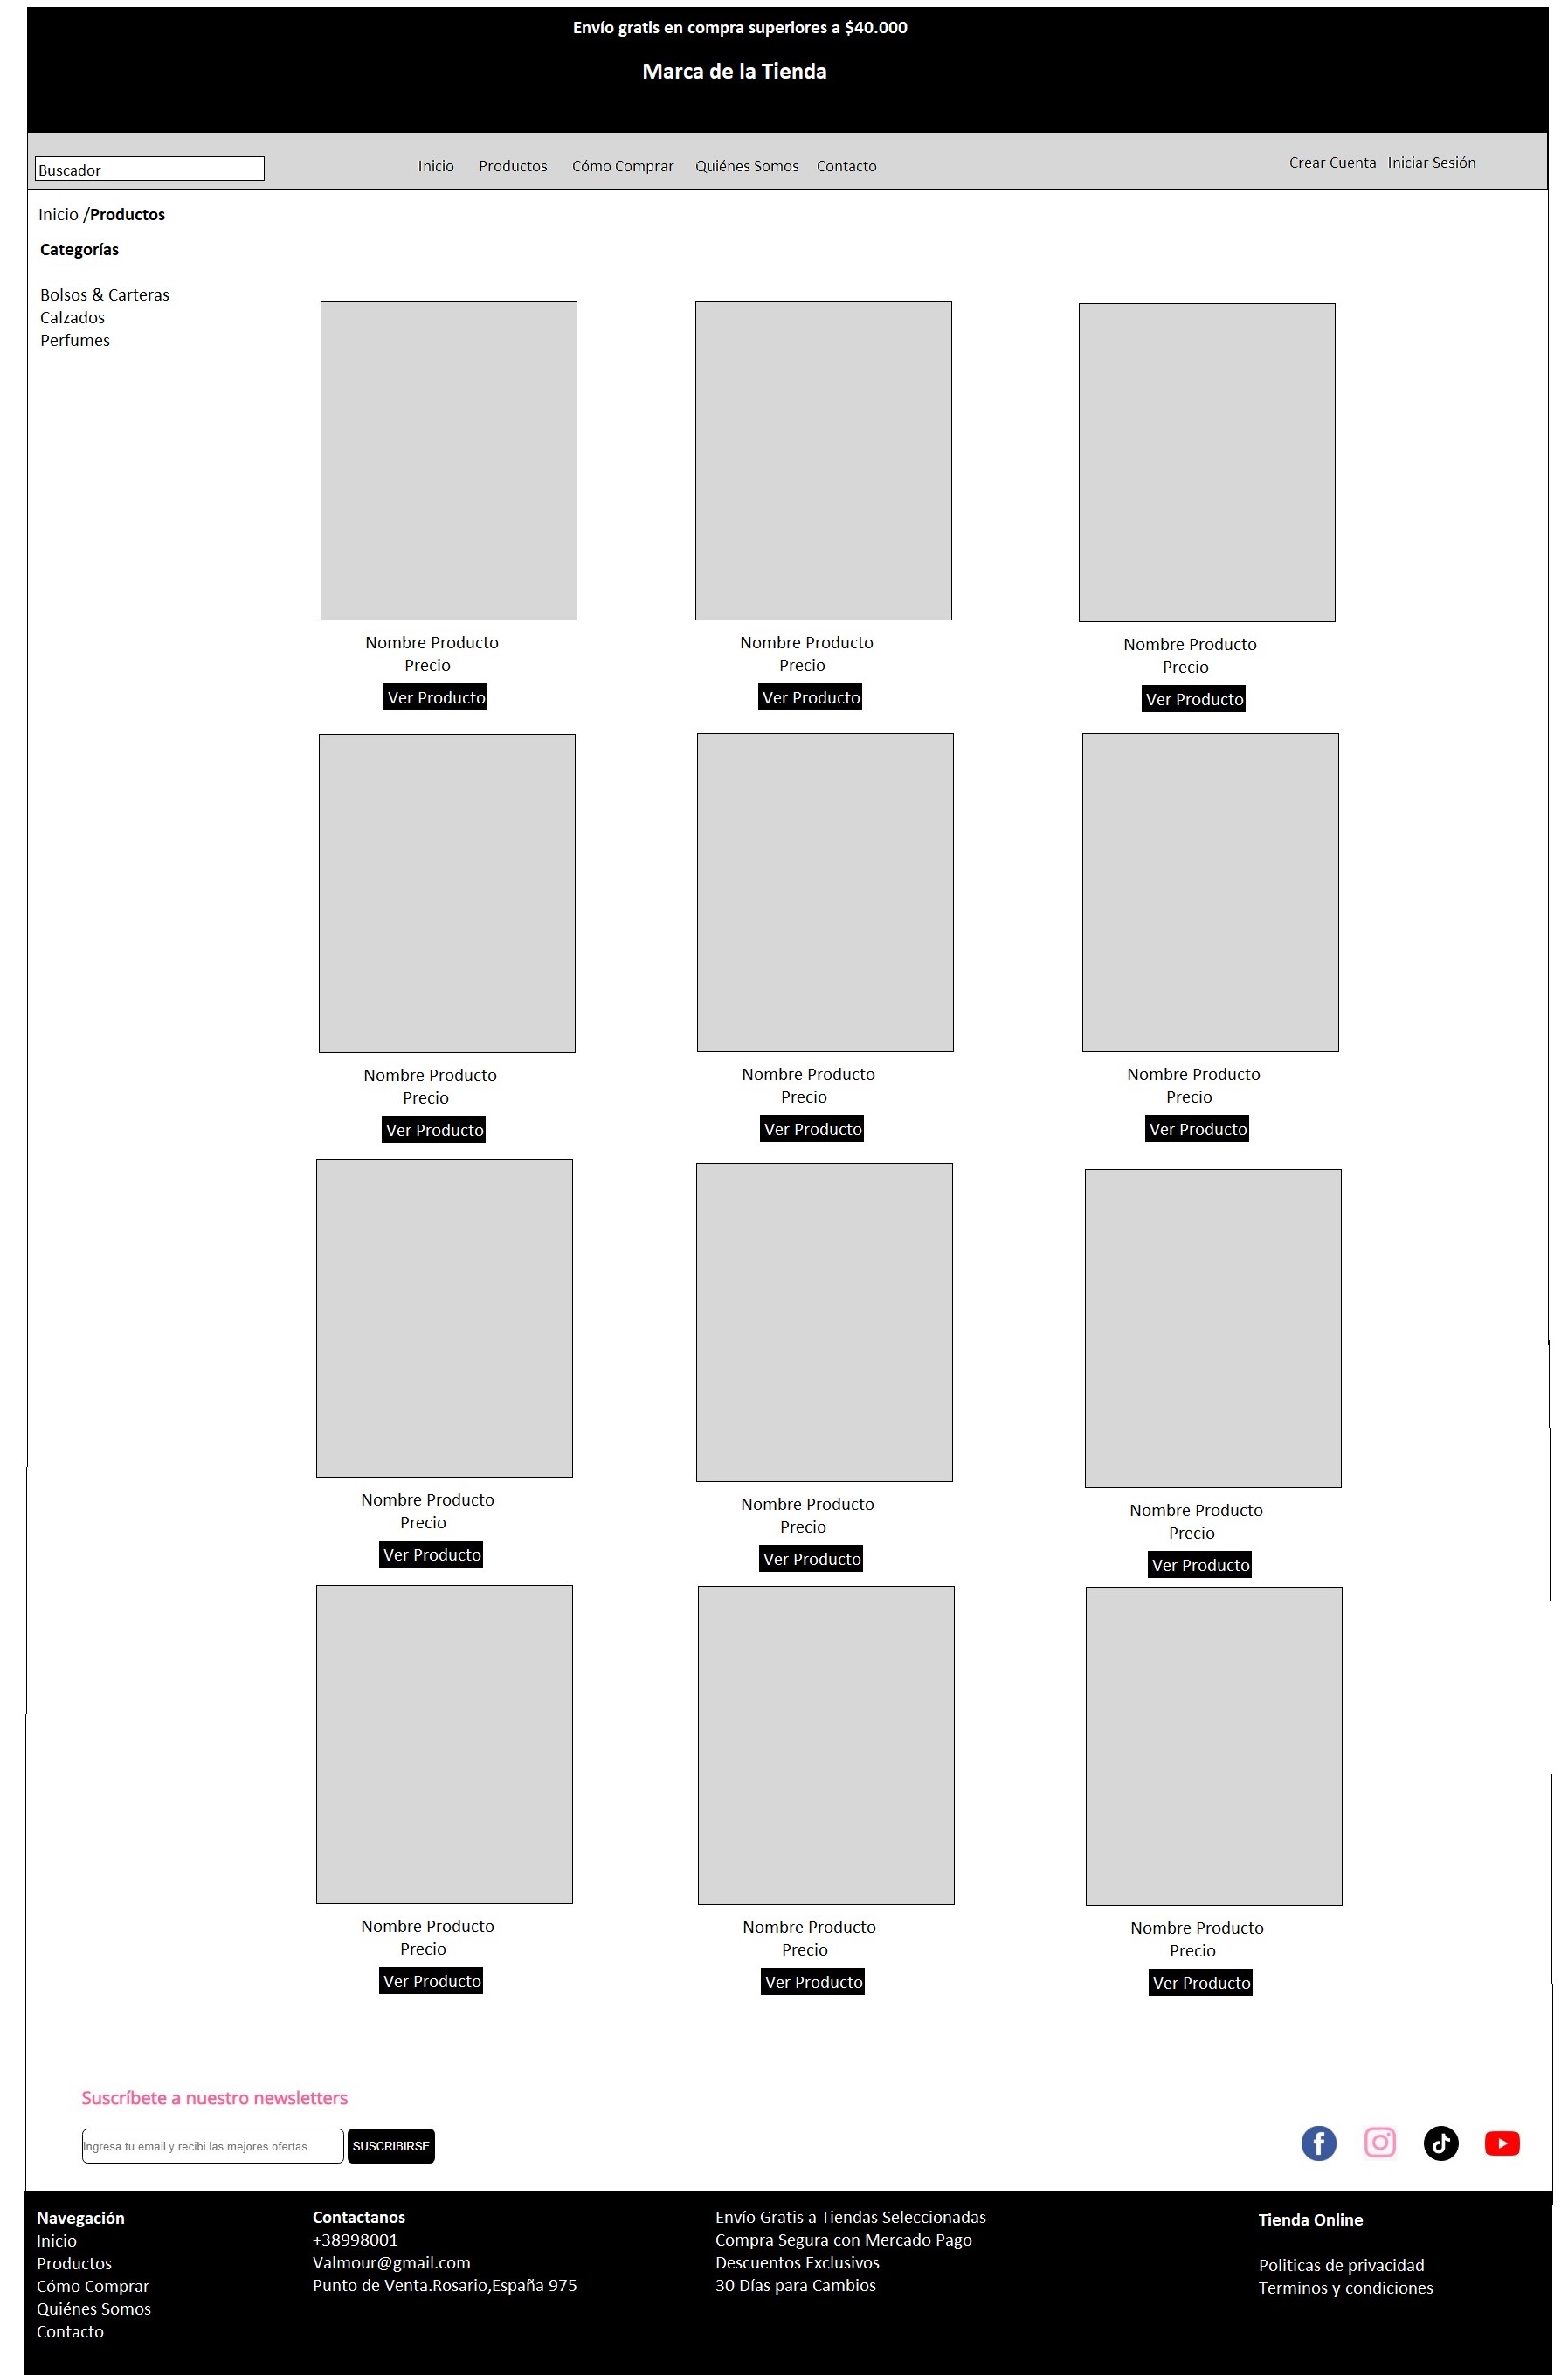 Envío gratis en compra superiores a $40.000
Marca de la Tienda
Buscador
Inicio Productos Cómo Comprar Quiénes Somos Contacto
Crear Cuenta Iniciar Sesión
Inicio /Productos
Categorías
Bolsos & Carteras
Calzados
Perfumes
Nombre Producto
Precio
Ver Producto
Nombre Producto
Precio
Ver Producto
Nombre Producto
Precio
Ver Producto
Nombre Producto
Precio
Ver Producto
Nombre Producto
Precio
Ver Producto
Nombre Producto
Precio
Ver Producto
Nombre Producto
Precio
Ver Producto
Nombre Producto
Precio
Ver Producto
Nombre Producto
Precio
Ver Producto
Nombre Producto
Precio
Ver Producto
Nombre Producto
Precio
Ver Producto
Nombre Producto
Precio
Ver Producto
Suscríbete a nuestro newsletters
Ingresa tu email y recibi las mejores ofertas
SUSCRIBIRSE
Navegación
Inicio
Productos
Cómo Comprar
Quiénes Somos
Contacto
Contactanos
+38998001
Valmour@gmail.com
Punto de Venta.Rosario,España 975
Envío Gratis a Tiendas Seleccionadas
Compra Segura con Mercado Pago
Descuentos Exclusivos
30 Días para Cambios
Tienda Online
Politicas de privacidad
Terminos y condiciones